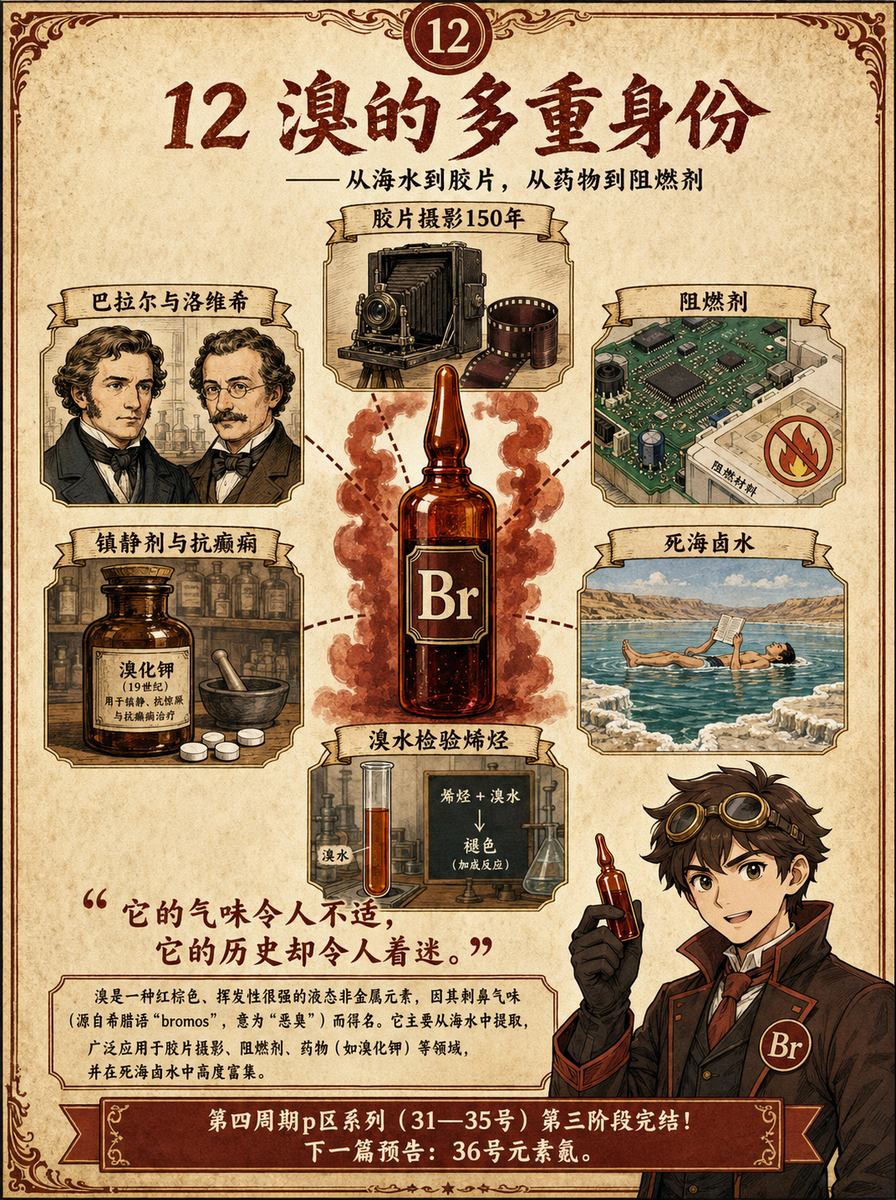 12
12 溴的多重身份
—— 从海水到胶片，从药物到阻燃剂
胶片摄影150年
巴拉尔与洛维希
阻燃剂
阻燃材料
镇静剂与抗癫痫
溴化钾
（19世纪）
用于镇静、抗惊厥
与抗癫痫治疗
Br
死海卤水
溴水检验烯烃
溴水
烯烃 + 溴水
↓
褪色
（加成反应）
“ 它的气味令人不适，
它的历史却令人着迷。”
溴是一种红棕色、挥发性很强的液态非金属元素，因其刺鼻气味
（源自希腊语“bromos”，意为“恶臭”）而得名。它主要从海水中提取，
广泛应用于胶片摄影、阻燃剂、药物（如溴化钾）等领域，
并在死海卤水中高度富集。
Br
第四周期p区系列（31—35号）第三阶段完结！
下一篇预告：36号元素氪。